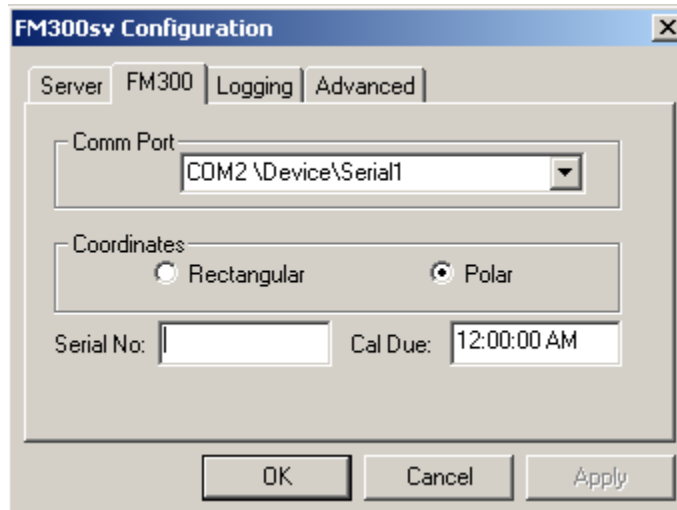 FM300sv Configuration
Server FM300 Logging Advanced
Comm Port
COM2 \Device\Serial1
Coordinates
Rectangular Polar
Serial No: Cal Due: 12:00:00 AM
OK Cancel Apply